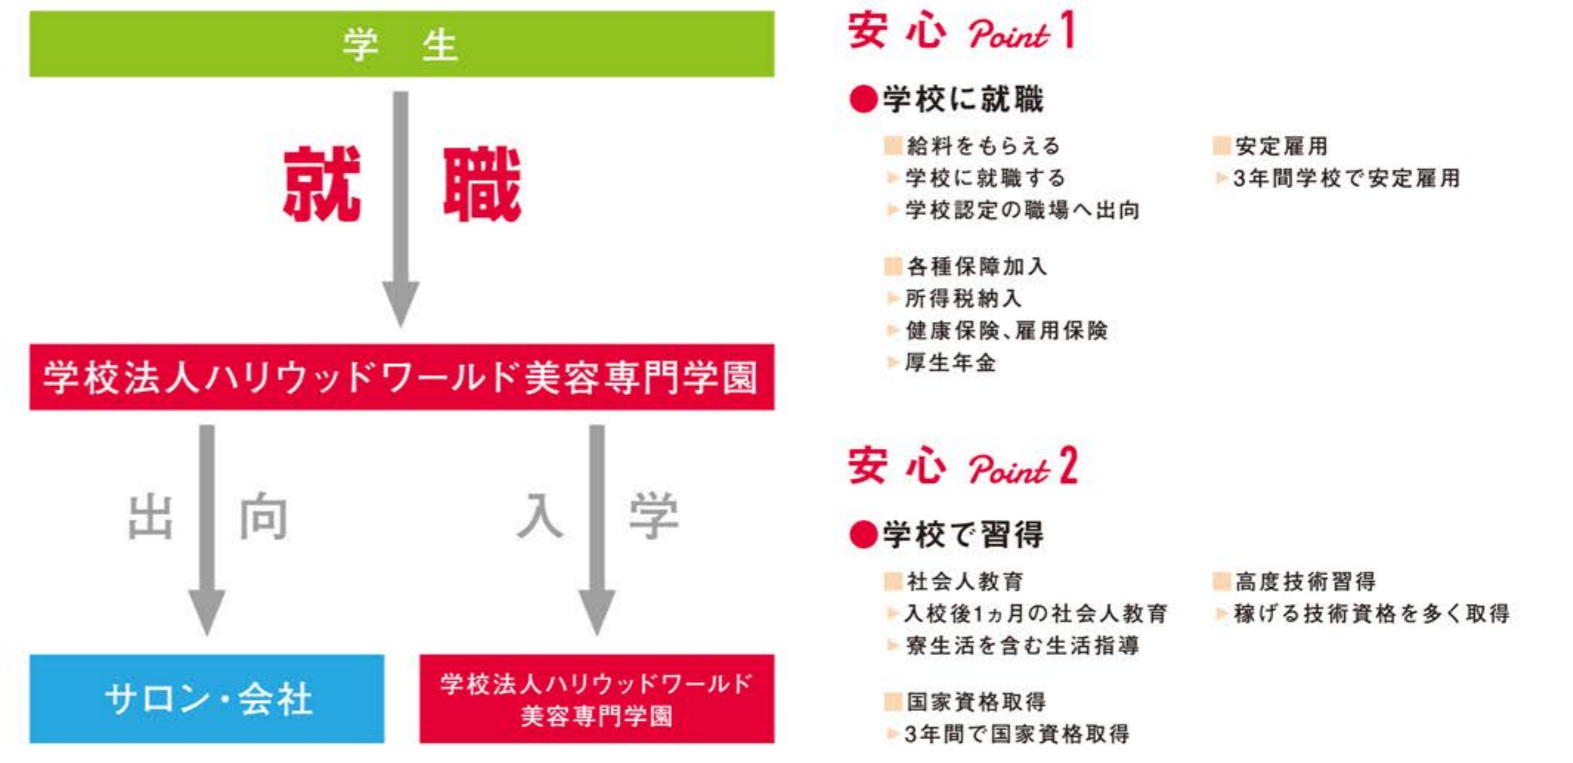 学 生
就 職
学校法人ハリウッドワールド美容専門学園
出 向
入 学
サロン・会社
学校法人ハリウッドワールド
美容専門学園
安心 Point 1
●学校に就職
■給料をもらえる
▶学校に就職する
▶学校認定の職場へ出向
■安定雇用
▶3年間学校で安定雇用
■各種保障加入
▶所得税納入
▶健康保険、雇用保険
▶厚生年金
安心 Point 2
●学校で習得
■社会人教育
▶入校後1ヵ月の社会人教育
▶寮生活を含む生活指導
■高度技術習得
▶稼げる技術資格を多く取得
■国家資格取得
▶3年間で国家資格取得